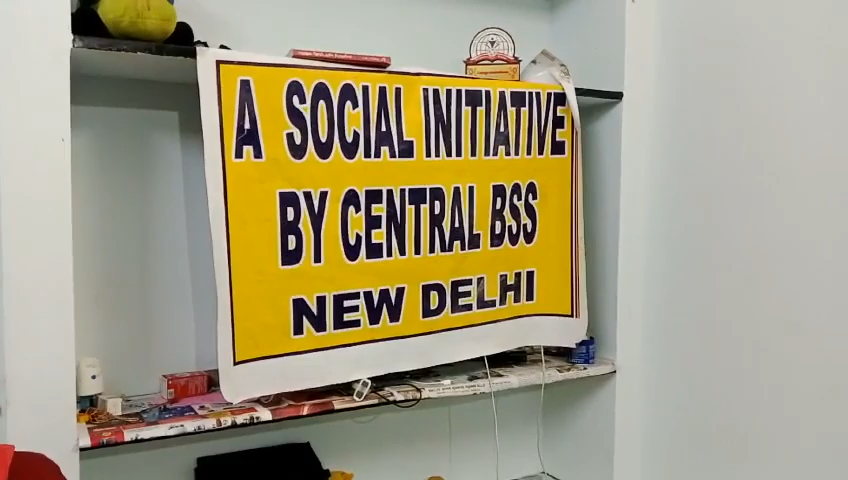 A SOCIAL INITIATIVE
BY CENTRAL BSS
NEW DELHI